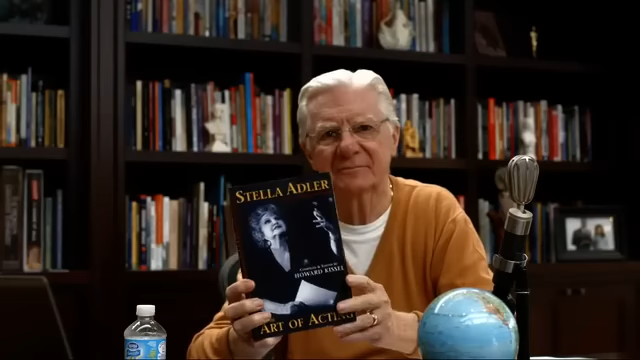 STELLA ADLER
COMPILED & EDITED BY
HOWARD KISSEL
ART OF ACTING